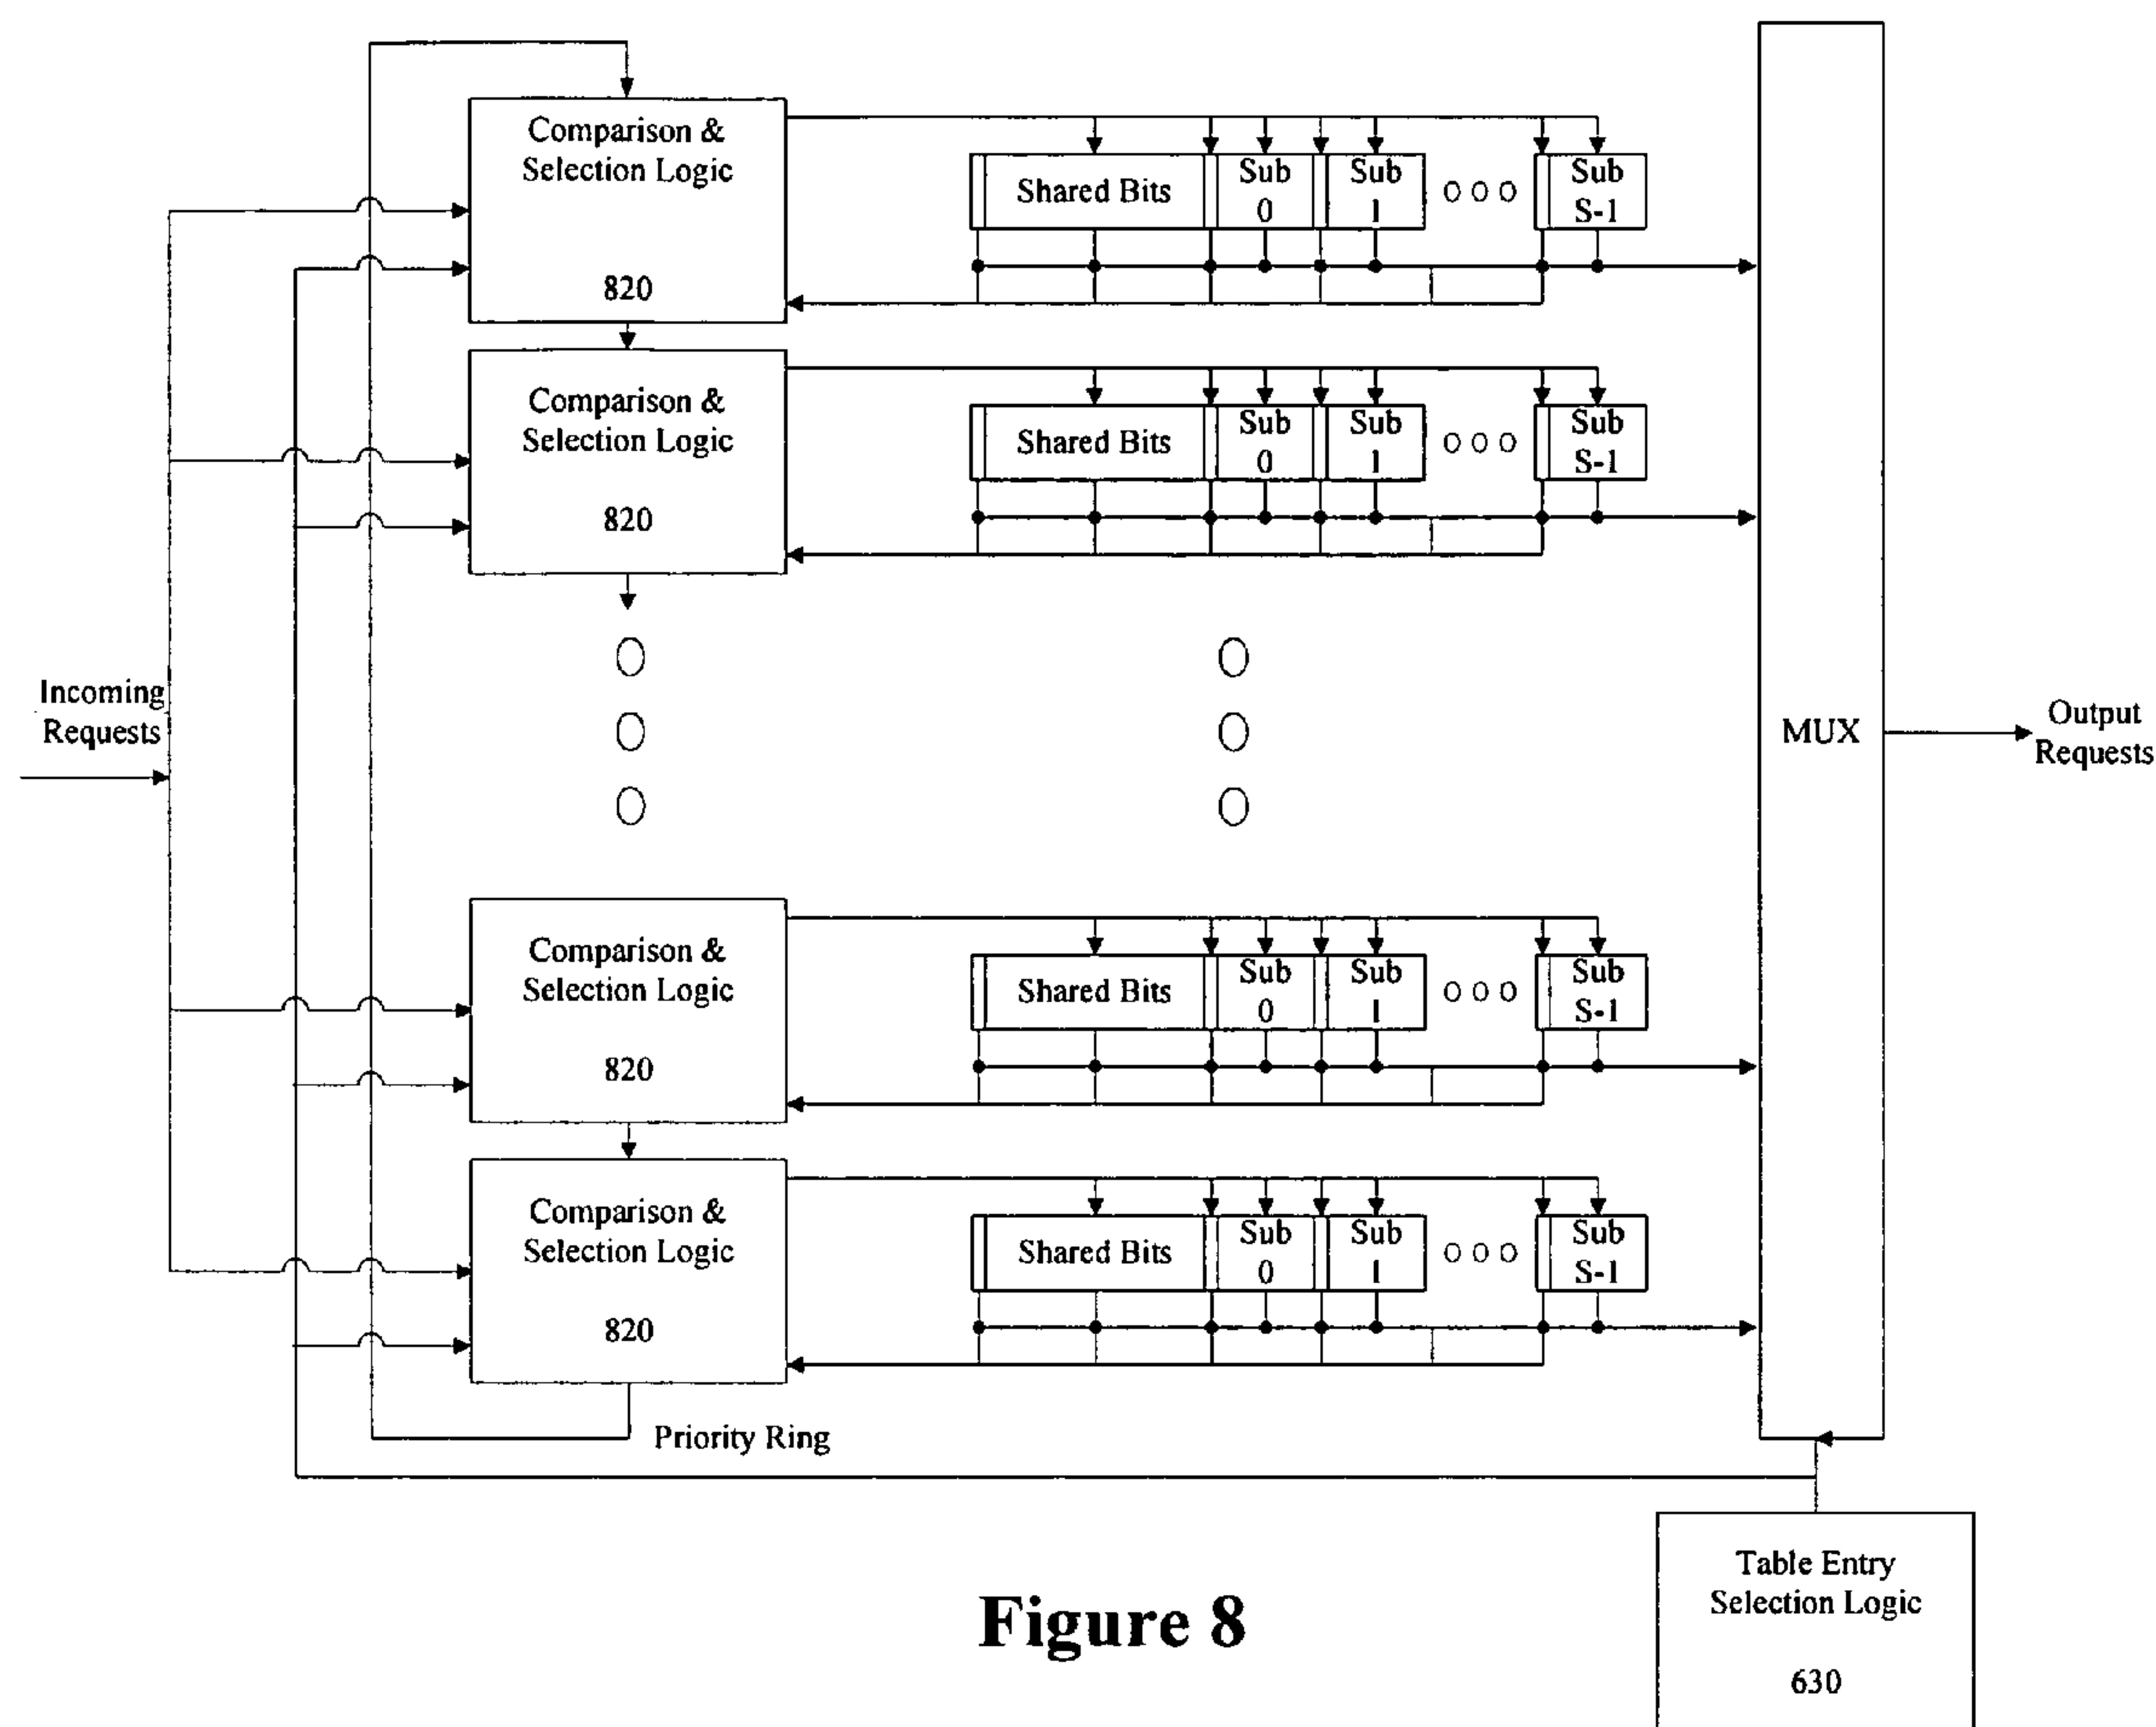 Comparison &
Selection Logic
820
Shared Bits
Sub
0
Sub
1
O O O
Sub
S-1
Comparison &
Selection Logic
820
Shared Bits
Sub
0
Sub
1
O O O
Sub
S-1
O
O
O
O
O
O
Incoming
Requests
MUX
Output
Requests
Comparison &
Selection Logic
820
Shared Bits
Sub
0
Sub
1
O O O
Sub
S-1
Comparison &
Selection Logic
820
Shared Bits
Sub
0
Sub
1
O O O
Sub
S-1
Priority Ring
Table Entry
Selection Logic
630
Figure 8